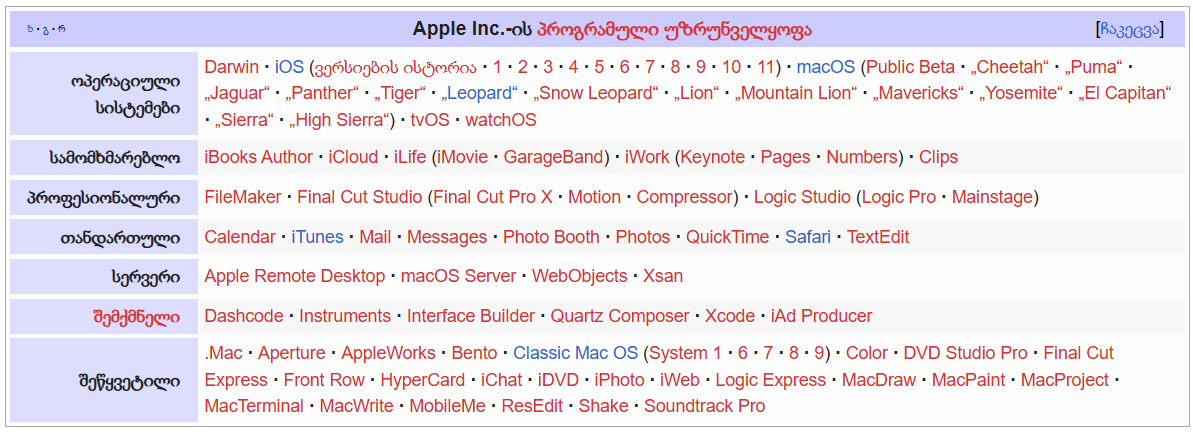 ხ · გ · რ Apple Inc.-ის პროგრამული უზრუნველყოფა [ჩაკეცვა]
ოპერაციული სისტემები
Darwin · iOS (ვერსიების ისტორია · 1 · 2 · 3 · 4 · 5 · 6 · 7 · 8 · 9 · 10 · 11) · macOS (Public Beta · „Cheetah“ · „Puma“ ·
„Jaguar“ · „Panther“ · „Tiger“ · „Leopard“ · „Snow Leopard“ · „Lion“ · „Mountain Lion“ · „Mavericks“ · „Yosemite“ · „El Capitan“
· „Sierra“ · „High Sierra“) · tvOS · watchOS
სამომხმარებლო iBooks Author · iCloud · iLife (iMovie · GarageBand) · iWork (Keynote · Pages · Numbers) · Clips
პროფესიონალური FileMaker · Final Cut Studio (Final Cut Pro X · Motion · Compressor) · Logic Studio (Logic Pro · Mainstage)
თანდართული Calendar · iTunes · Mail · Messages · Photo Booth · Photos · QuickTime · Safari · TextEdit
სერვერი Apple Remote Desktop · macOS Server · WebObjects · Xsan
შემქმნელი Dashcode · Instruments · Interface Builder · Quartz Composer · Xcode · iAd Producer
შეწყვეტილი
.Mac · Aperture · AppleWorks · Bento · Classic Mac OS (System 1 · 6 · 7 · 8 · 9) · Color · DVD Studio Pro · Final Cut
Express · Front Row · HyperCard · iChat · iDVD · iPhoto · iWeb · Logic Express · MacDraw · MacPaint · MacProject ·
MacTerminal · MacWrite · MobileMe · ResEdit · Shake · Soundtrack Pro